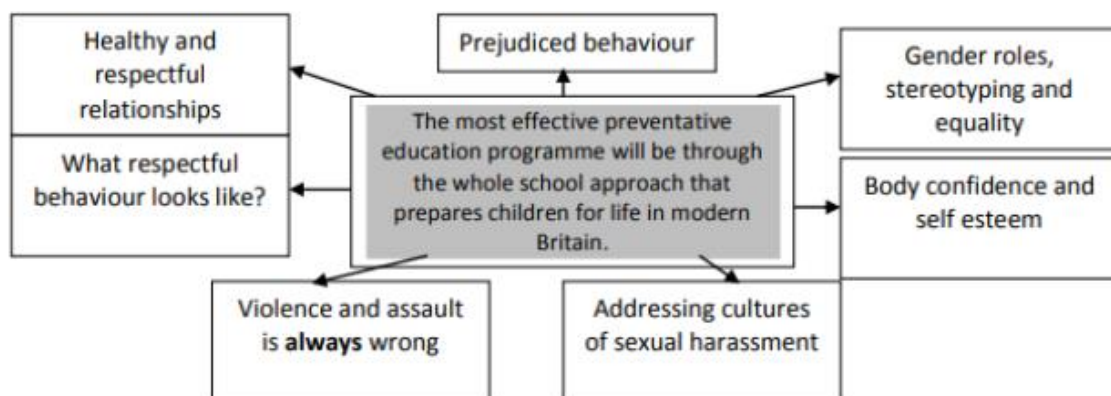 Healthy and
respectful
relationships
Prejudiced behaviour
Gender roles,
stereotyping and
equality
The most effective preventative
education programme will be through
the whole school approach that
prepares children for life in modern
Britain.
What respectful
behaviour looks like?
Body confidence and
self esteem
Violence and assault
is always wrong
Addressing cultures
of sexual harassment